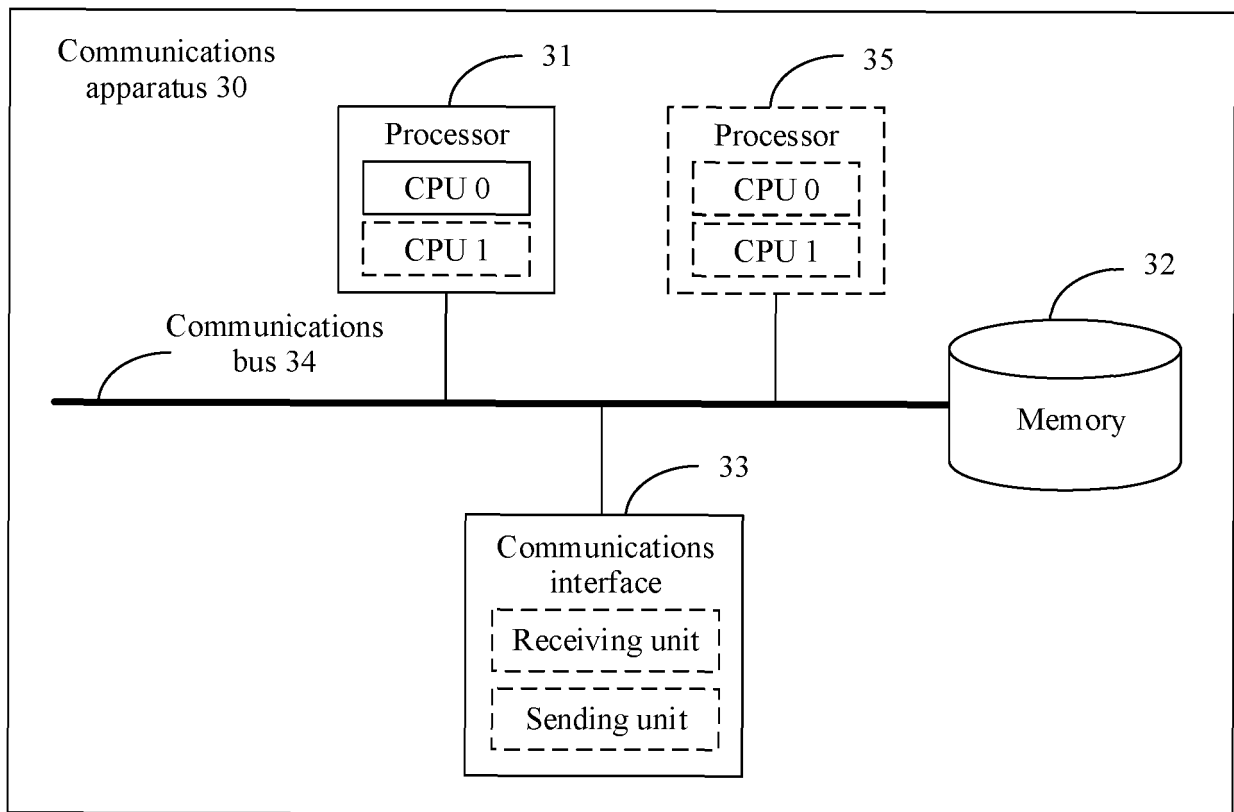 Communications
apparatus 30
31
35
Processor
CPU 0
CPU 1
Processor
CPU 0
CPU 1
32
Communications
bus 34
Memory
33
Communications
interface
Receiving unit
Sending unit